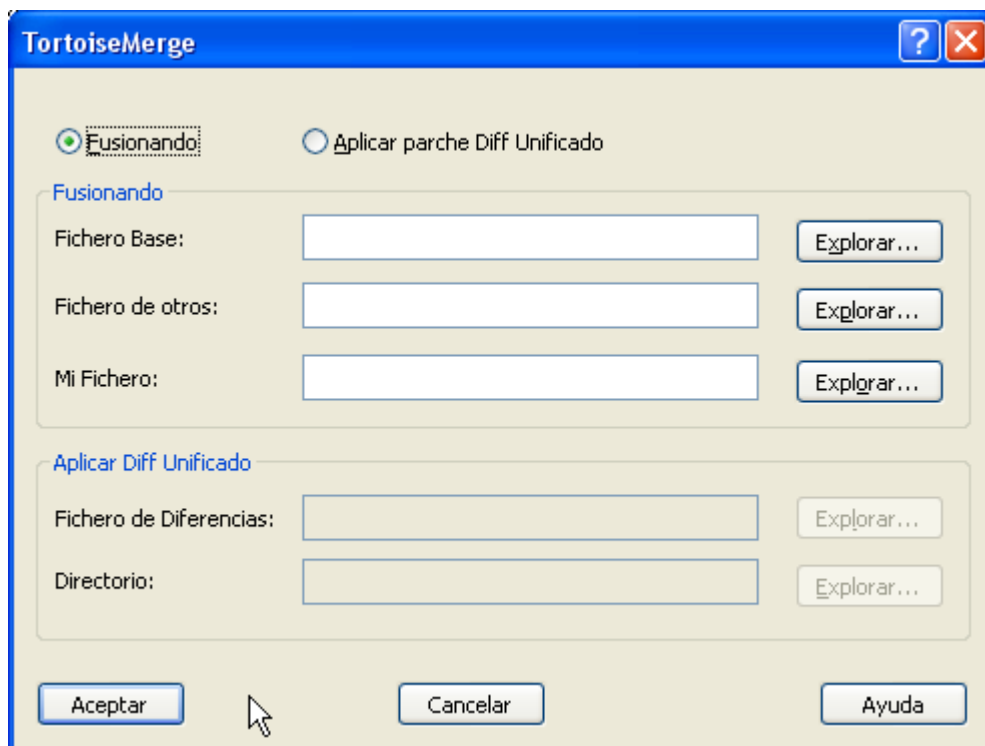 TortoiseMerge
Fusionando
Aplicar parche Diff Unificado
Fusionando
Fichero Base:
Explorar...
Fichero de otros:
Explorar...
Mi Fichero:
Explorar...
Aplicar Diff Unificado
Fichero de Diferencias:
Explorar...
Directorio:
Explorar...
Aceptar
Cancelar
Ayuda